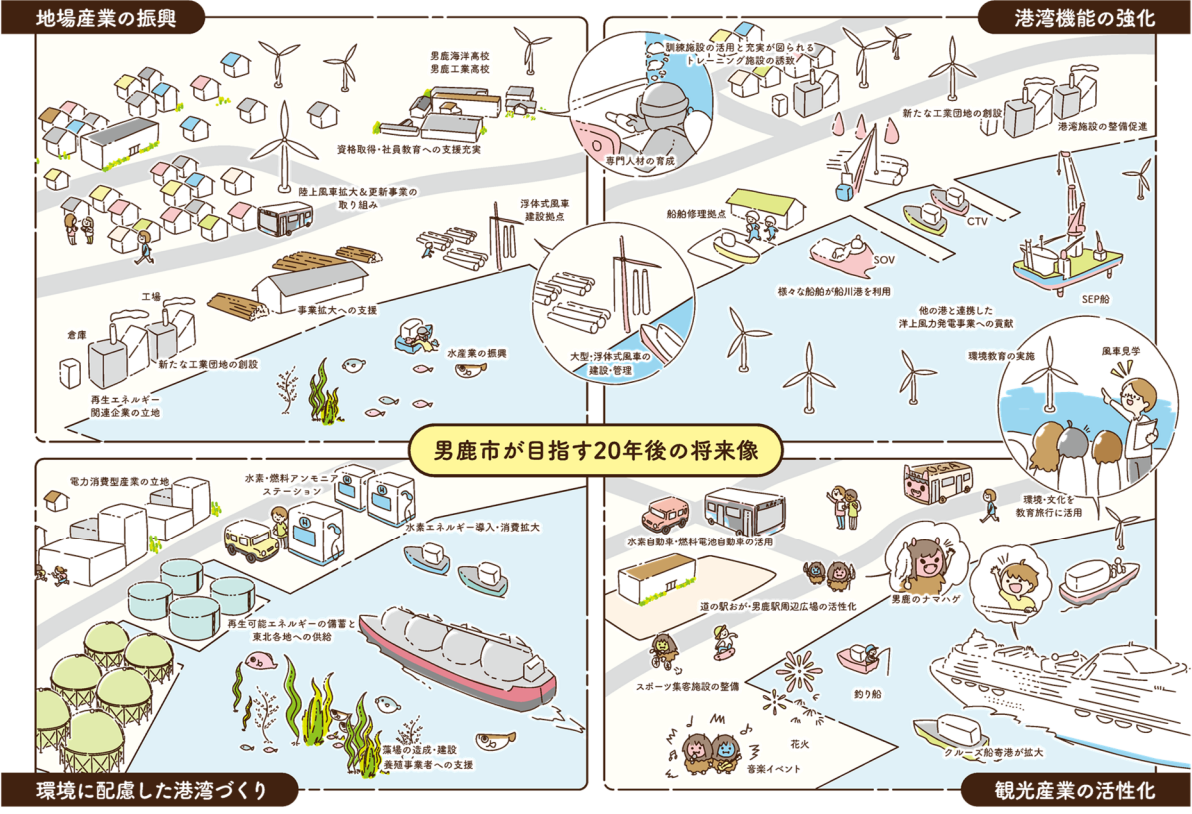 地場産業の振興
男鹿海洋高校
男鹿工業高校
資格取得・社員教育への支援充実
陸上風車拡大＆更新事業の
取り組み
浮体式風車
建設拠点
工場
倉庫
事業拡大への支援
新たな工業団地の創設
再生エネルギー
関連企業の立地
水産業の振興
大型・浮体式風車の
建設・管理
港湾機能の強化
訓練施設の活用と充実が図られる
トレーニング施設の誘致
専門人材の育成
新たな工業団地の創設
港湾施設の整備促進
船舶修理拠点
CTV
SOV
様々な船舶が船川港を利用
SEP船
他の港と連携した
洋上風力発電事業への貢献
環境教育の実施
風車見学
男鹿市が目指す20年後の将来像
電力消費型産業の立地
水素・燃料アンモニア
ステーション
H
H
H
水素エネルギー導入・消費拡大
再生可能エネルギーの備蓄と
東北各地への供給
藻場の造成・建設
養殖事業者への支援
環境に配慮した港湾づくり
OGA
環境・文化を
教育旅行に活用
水素自動車・燃料電池自動車の活用
男鹿のナマハゲ
道の駅おが・男鹿駅周辺広場の活性化
スポーツ集客施設の整備
釣り船
花火
音楽イベント
クルーズ船寄港が拡大
観光産業の活性化